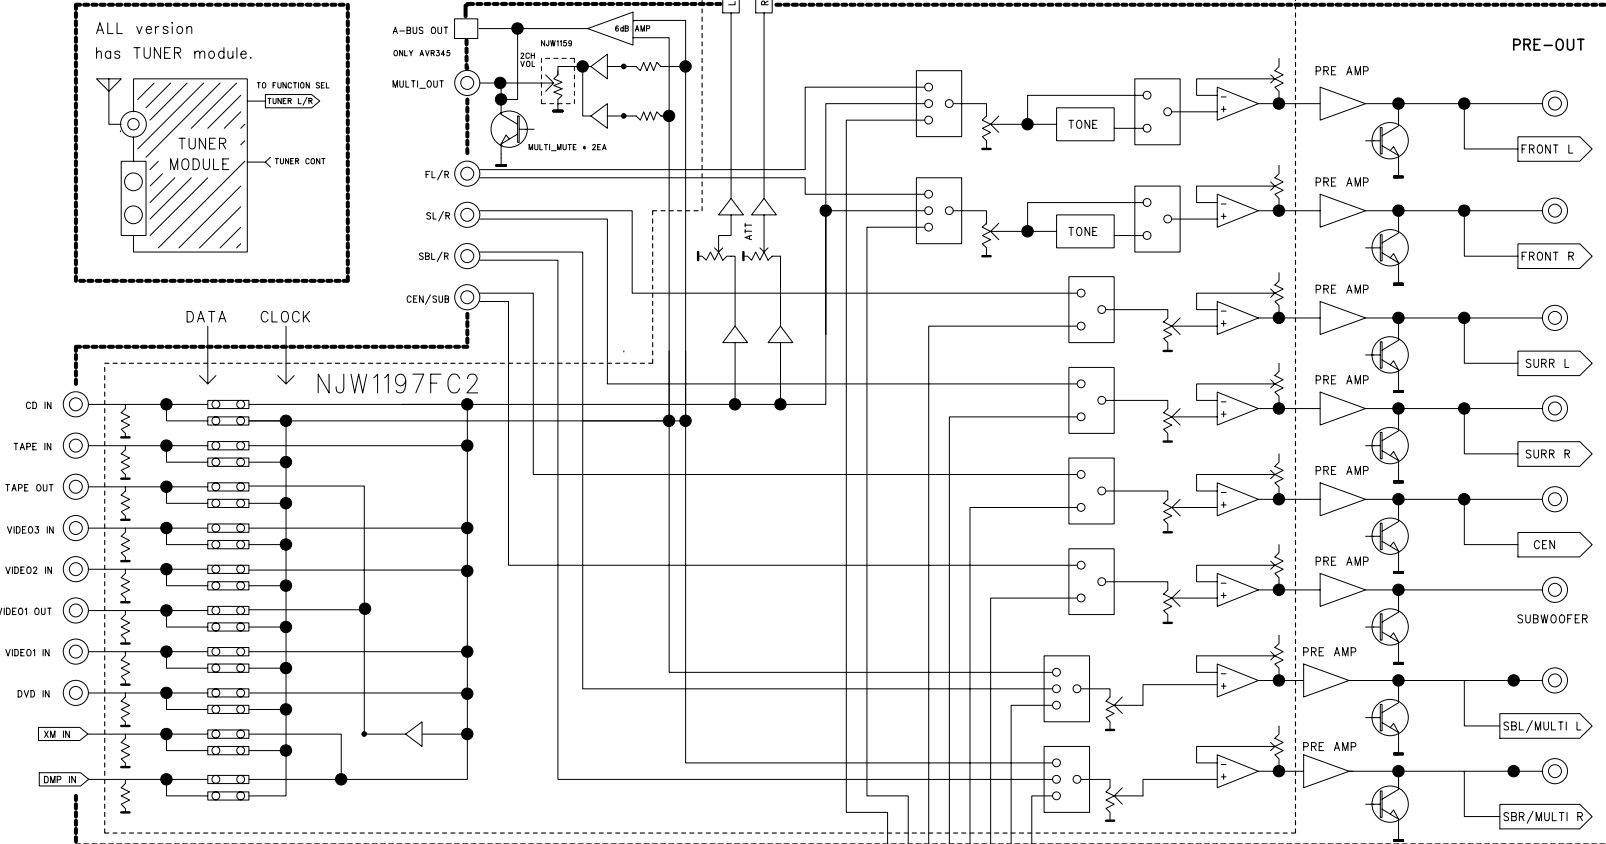 ALL version
has TUNER module.
TO FUNCTION SEL
TUNER L/R
TUNER
MODULE
TUNER CONT
A-BUS OUT
ONLY AVR345
MULTI_OUT
6dB AMP
NJW1159
2CH
VOL
MULTI_MUTE * 2EA
FL/R
SL/R
SBL/R
CEN/SUB
L
R
ATT
DATA
CLOCK
NJW1197FC2
CD IN
TAPE IN
TAPE OUT
VIDEO3 IN
VIDEO2 IN
VIDEO1 OUT
VIDEO1 IN
DVD IN
XM IN
DMP IN
TONE
TONE
PRE-OUT
PRE AMP
FRONT L
PRE AMP
FRONT R
PRE AMP
SURR L
PRE AMP
SURR R
PRE AMP
CEN
PRE AMP
SUBWOOFER
PRE AMP
SBL/MULTI L
PRE AMP
SBR/MULTI R